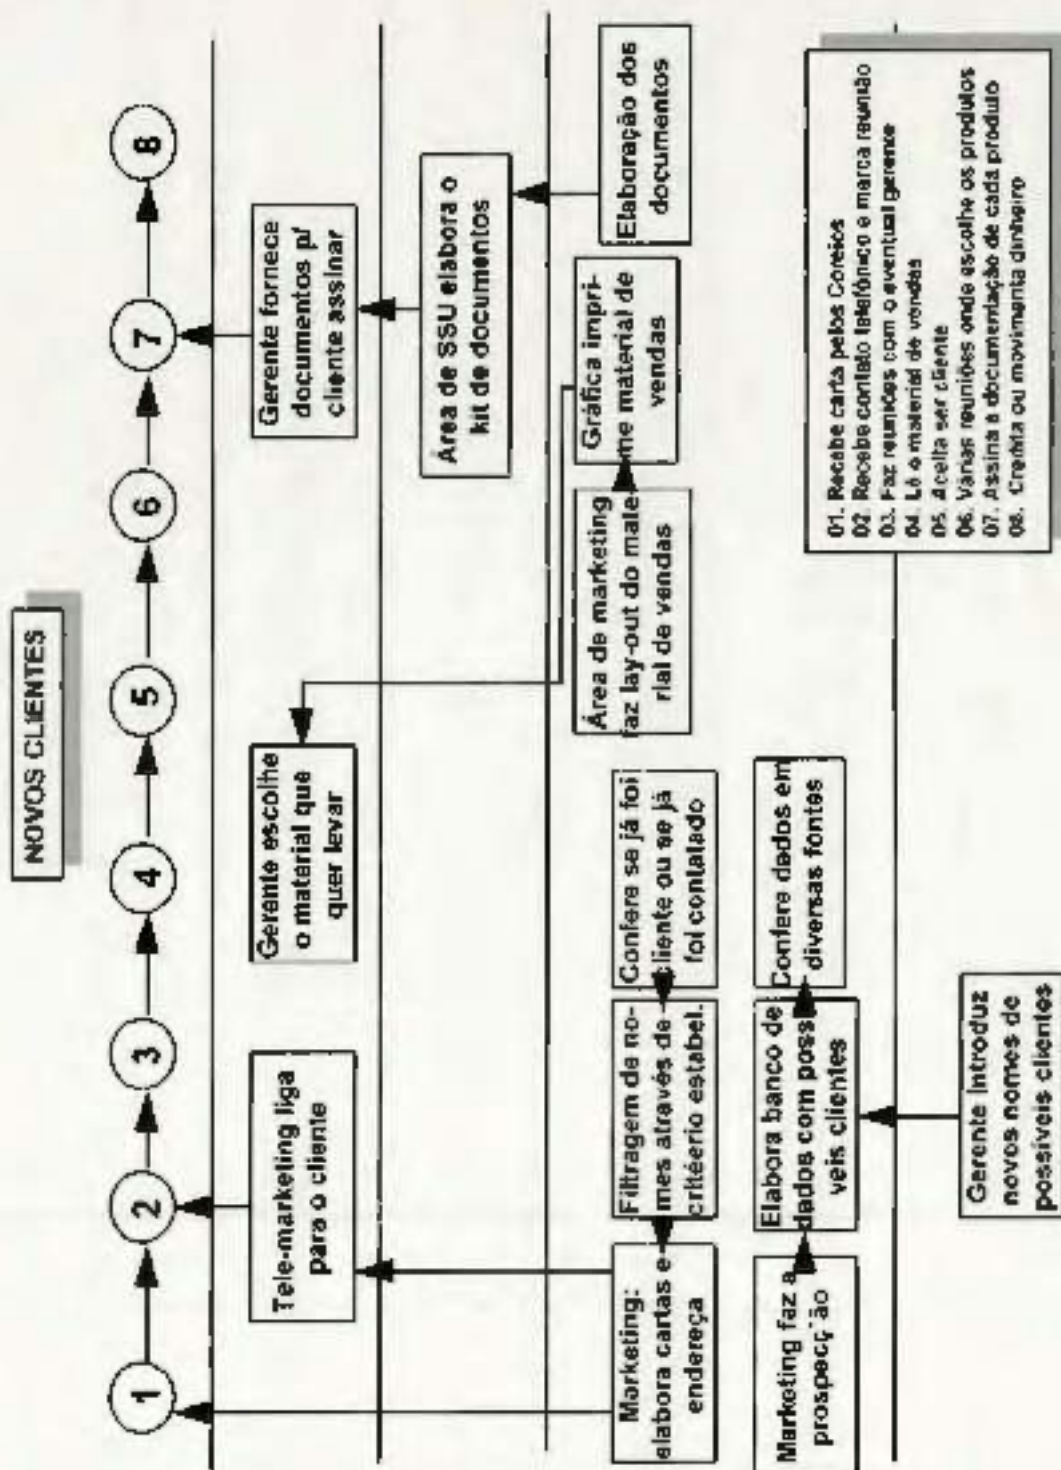 NOVOS CLIENTES
1
2
3
4
5
6
7
8
Tele-marketing liga
para o cliente
Gerente escolhe
o material que
quer levar
Gerente fornece
documentos p/
cliente assinar
Área de SSU elabora o
kit de documentos
Marketing:
elabora cartas e
endereça
Filtragem de no-
mes através de
critéerio estabel.
Confere se já foi
cliente ou se já
foi contatado
Área de marketing
faz lay-out do mate-
rial de vendas
Gráfica impri-
me material de
vendas
Elaboração dos
documentos
Marketing faz a
prospecção
Elabora banco de
dados com possí
veis clientes
Confere dados em
diversas fontes
Gerente introduz
novos nomes de
possíveis clientes
01. Recebe carta pelos Correios
02. Recebe contato telefônico e marca reunião
03. Faz reuniões com o eventual gerente
04. Lê o material de vendas
05. Aceita ser cliente
06. Várias reuniões onde escolhe os produtos
07. Assina a documentação de cada produto
08. Credita ou movimenta dinheiro